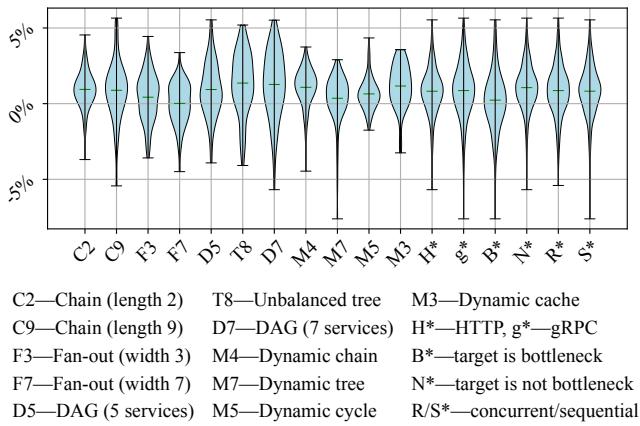 5%
0%
-5%
C2 C9 F3 F7 D5 T8 D7 M4 M7 M5 M3 H* g* B* N* R* S*
C2—Chain (length 2) T8—Unbalanced tree M3—Dynamic cache
C9—Chain (length 9) D7—DAG (7 services) H*—HTTP, g*—gRPC
F3—Fan-out (width 3) M4—Dynamic chain B*—target is bottleneck
F7—Fan-out (width 7) M7—Dynamic tree N*—target is not bottleneck
D5—DAG (5 services) M5—Dynamic cycle R/S*—concurrent/sequential